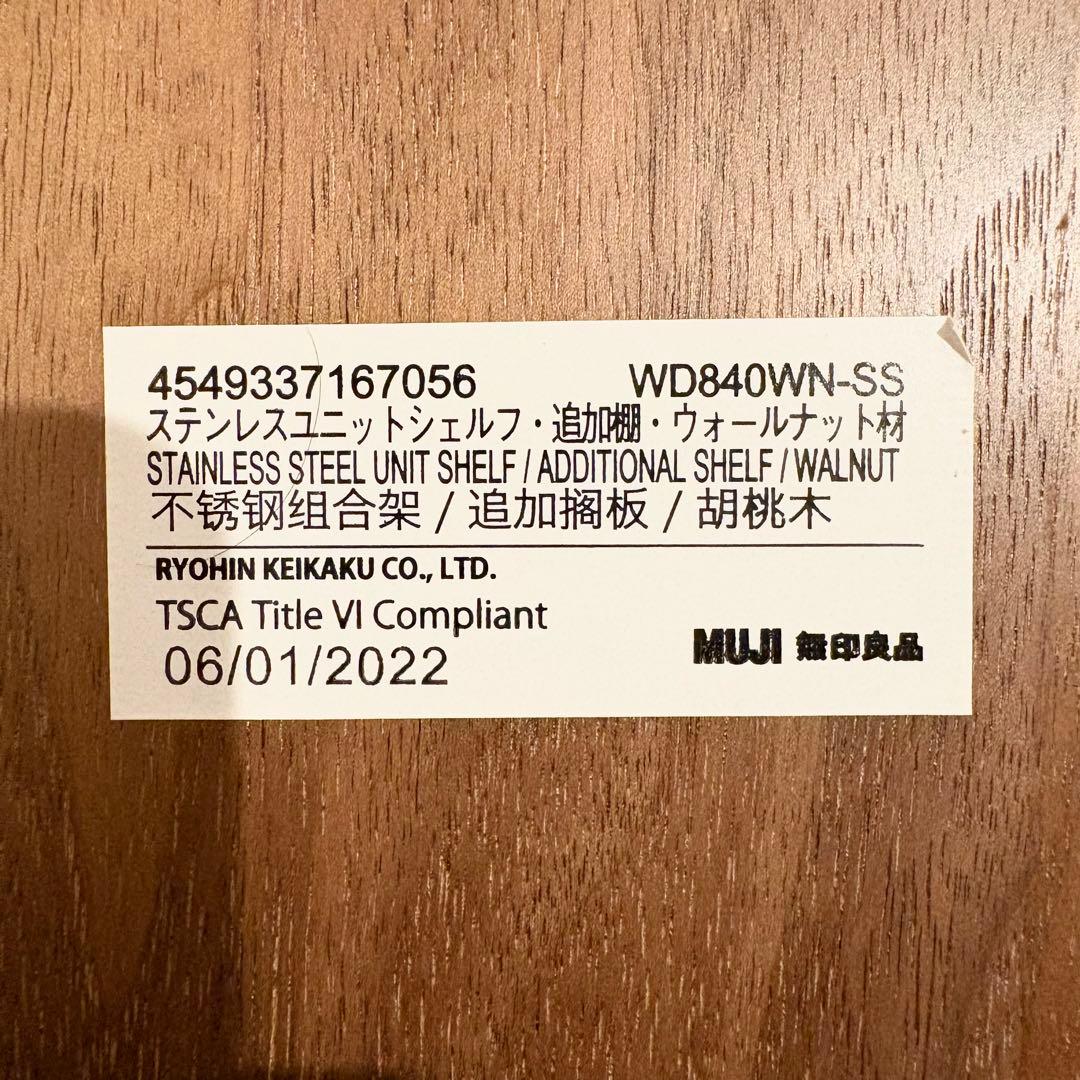 4549337167056 WD840WN-SS
ステンレスユニットシェルフ・追加棚・ウォールナット材
STAINLESS STEEL UNIT SHELF / ADDITIONAL SHELF / WALNUT
不锈钢组合架 / 追加搁板 / 胡桃木
RYOHIN KEIKAKU CO., LTD.
TSCA Title VI Compliant
06/01/2022
MUJI 無印良品